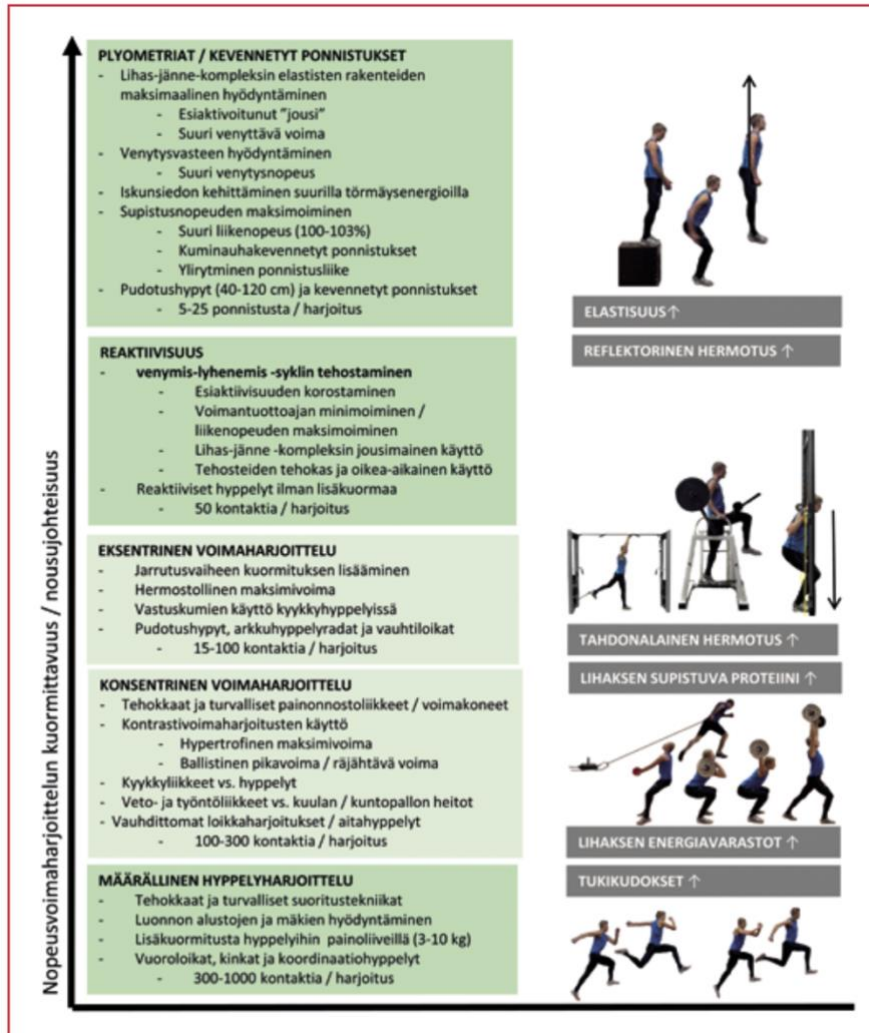 Nopeusvoimaharjoittelun kuormittavuus / nousujohteisuus
PLYOMETRIAT / KEVENNETYT PONNISTUKSET
- Lihas-jänne-kompleksin elastisten rakenteiden
maksimaalinen hyödyntäminen
- Esiaktivoitunut "jousi"
- Suuri venyttävä voima
- Venytysvasteen hyödyntäminen
- Suuri venytysnopeus
- Iskunsiedon kehittäminen suurilla törmäysenergioilla
- Supistusnopeuden maksimoiminen
- Suuri liikenopeus (100-103%)
- Kuminauhakevennetyt ponnistukset
- Ylirytminen ponnistusliike
- Pudotushypyt (40-120 cm) ja kevennetyt ponnistukset
- 5-25 ponnistusta / harjoitus
ELASTISUUS ↑
REFLEKTORINEN HERMOTUS ↑
REAKTIIVISUUS
- venymis-lyhenemis -syklin tehostaminen
- Esiaktiivisuuden korostaminen
- Voimantuottoajan minimoiminen /
liikenopeuden maksimoiminen
- Lihas-jänne -kompleksin jousimainen käyttö
- Tehosteiden tehokas ja oikea-aikainen käyttö
- Reaktiiviset hyppelyt ilman lisäkuormaa
- 50 kontaktia / harjoitus
EKSENTRINEN VOIMAHARJOITTELU
- Jarrutusvaiheen kuormituksen lisääminen
- Hermostollinen maksimivoima
- Vastuskumien käyttö kyykkyhyppelyissä
- Pudotushypyt, arkkuhyppelyradat ja vauhtiloikat
- 15-100 kontaktia / harjoitus
TAHDONALAINEN HERMOTUS ↑
LIHAKSEN SUPISTUVA PROTEIINI ↑
KONSENTRINEN VOIMAHARJOITTELU
- Tehokkaat ja turvalliset painonnostoliikkeet / voimakoneet
- Kontrastivoimaharjoitusten käyttö
- Hypertrofinen maksimivoima
- Ballistinen pikavoima / räjähtävä voima
- Kyykkyliikkeet vs. hyppelyt
- Veto- ja työntöliikkeet vs. kuulan / kuntopallon heitot
- Vauhdittomat loikkaharjoitukset / aitahyppelyt
- 100-300 kontaktia / harjoitus
LIHAKSEN ENERGIAVARASTOT ↑
TUKIKUDOKSET ↑
MÄÄRÄLLINEN HYPPELYHARJOITTELU
- Tehokkaat ja turvalliset suoritustekniikat
- Luonnon alustojen ja mäkien hyödyntäminen
- Lisäkuormitusta hyppelyihin painoliiveillä (3-10 kg)
- Vuoroloikat, kinkat ja koordinaatiohyppelyt
- 300-1000 kontaktia / harjoitus